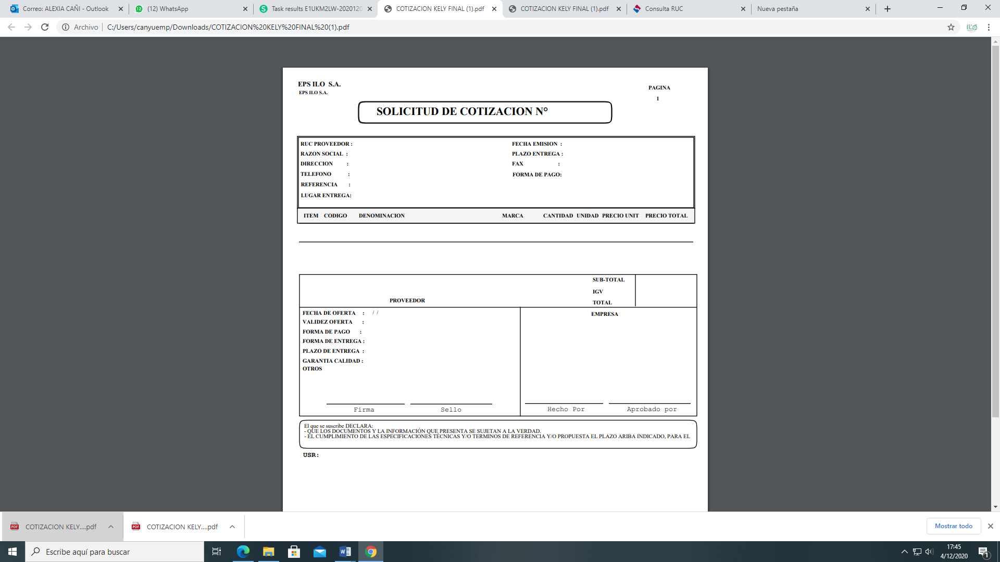 Correo: ALEXIA CAÑI - Outlook
(12) WhatsApp
Task results E1UKM2LW-2020120
COTIZACION KELY FINAL (1).pdf
COTIZACION KELY FINAL (1).pdf
Consulta RUC
Nueva pestaña
Archivo
C:/Users/canyuemp/Downloads/COTIZACION%20KELY%20FINAL%20(1).pdf
EPS ILO S.A.
EPS ILO S.A.
PAGINA
1
SOLICITUD DE COTIZACION N°
RUC PROVEEDOR : FECHA EMISION :
RAZON SOCIAL : PLAZO ENTREGA :
DIRECCION : FAX :
TELEFONO : FORMA DE PAGO:
REFERENCIA :
LUGAR ENTREGA:
ITEM CODIGO DENOMINACION MARCA CANTIDAD UNIDAD PRECIO UNIT PRECIO TOTAL
SUB-TOTAL
IGV
PROVEEDOR TOTAL
FECHA DE OFERTA : / / EMPRESA
VALIDEZ OFERTA :
FORMA DE PAGO :
FORMA DE ENTREGA :
PLAZO DE ENTREGA :
GARANTIA CALIDAD :
OTROS
Firma Sello Hecho Por Aprobado por
El que se suscribe DECLARA:
- QUE LOS DOCUMENTOS Y LA INFORMACIÓN QUE PRESENTA SE SUJETAN A LA VERDAD.
- EL CUMPLIMIENTO DE LAS ESPECIFICACIONES TÉCNICAS Y/O TERMINOS DE REFERENCIA Y/O PROPUESTA EL PLAZO ARIBA INDICADO, PARA EL
USR:
COTIZACION KELY....pdf
COTIZACION KELY....pdf
Mostrar todo
Escribe aquí para buscar
17:45
4/12/2020
1